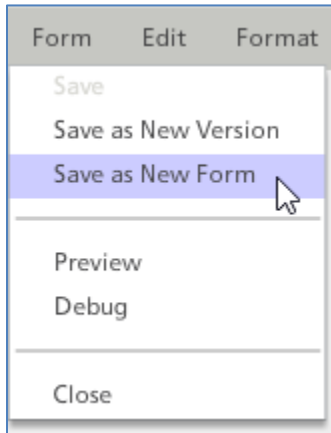 Form Edit Format
Save
Save as New Version
Save as New Form
Preview
Debug
Close